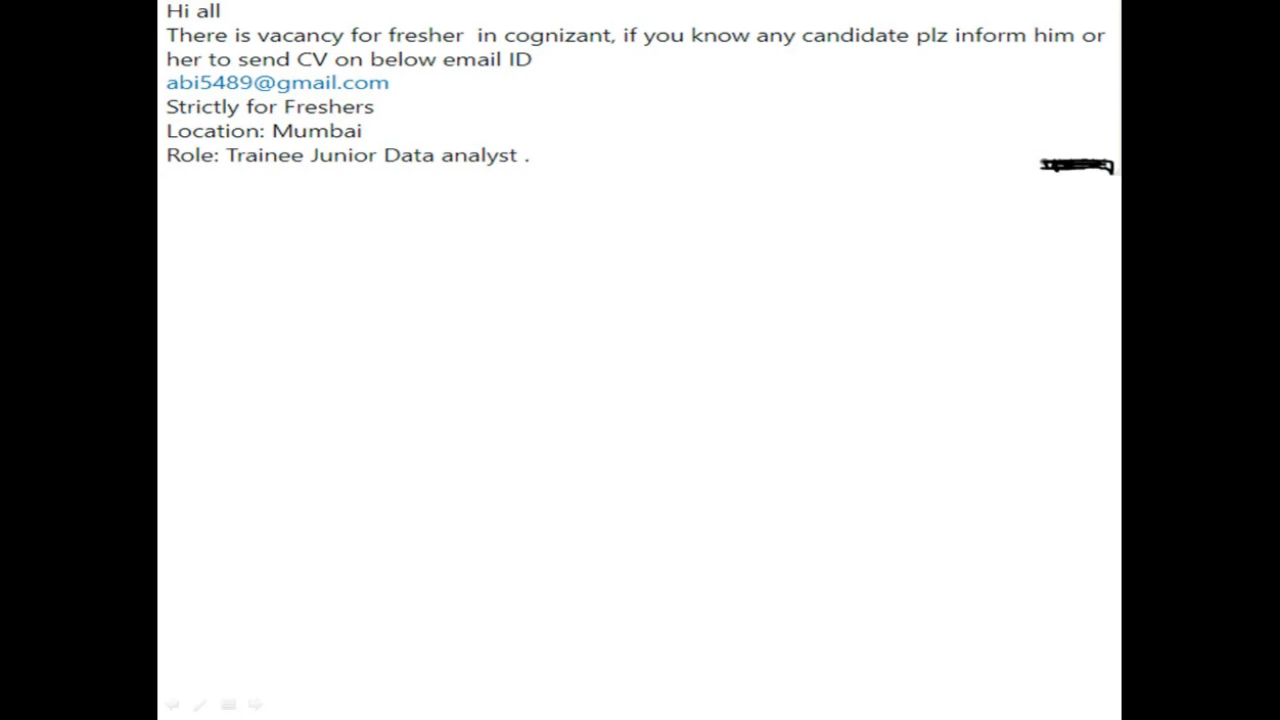 Hi all
There is vacancy for fresher  in cognizant, if you know any candidate plz inform him or
her to send CV on below email ID
abi5489@gmail.com
Strictly for Freshers
Location: Mumbai
Role: Trainee Junior Data analyst .